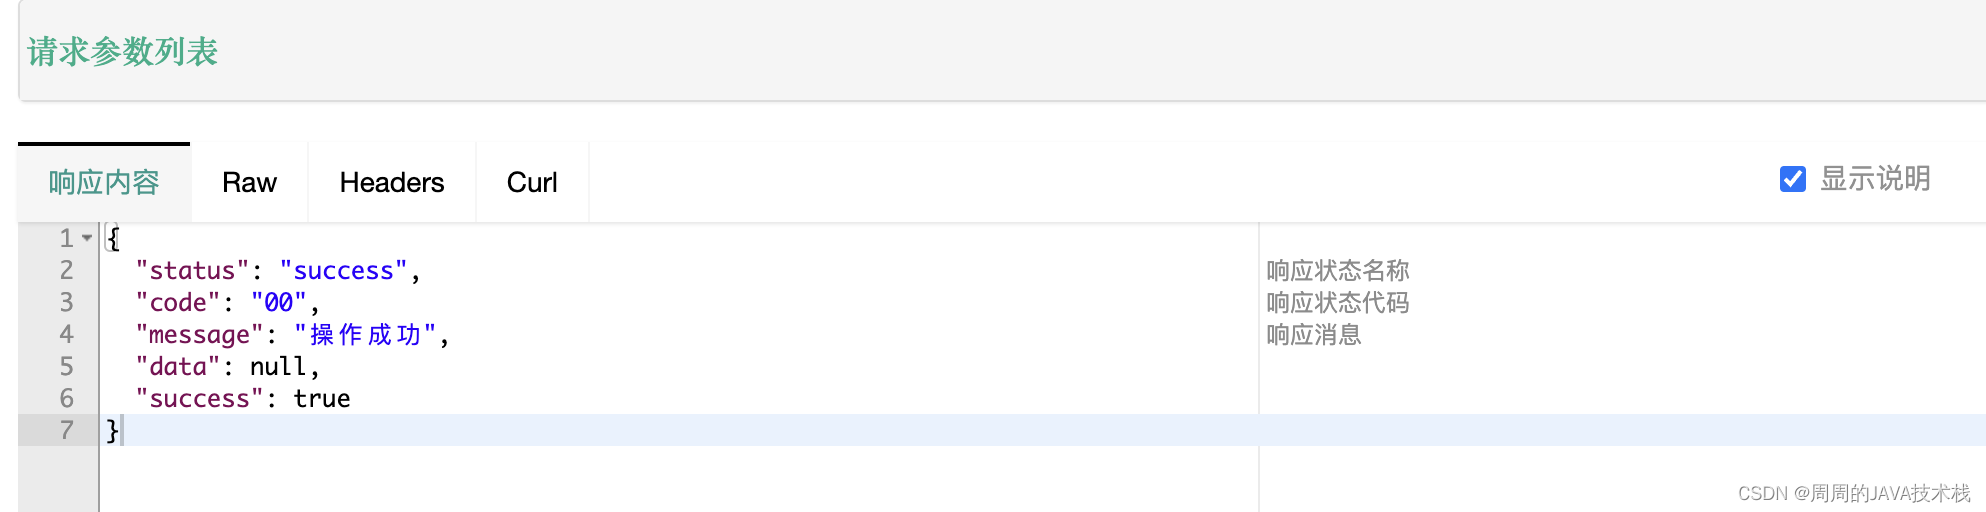 请求参数列表
响应内容 Raw Headers Curl 显示说明
1 {
2 "status": "success", 响应状态名称
3 "code": "00", 响应状态代码
4 "message": "操作成功", 响应消息
5 "data": null,
6 "success": true
7 }
CSDN @周周的JAVA技术栈